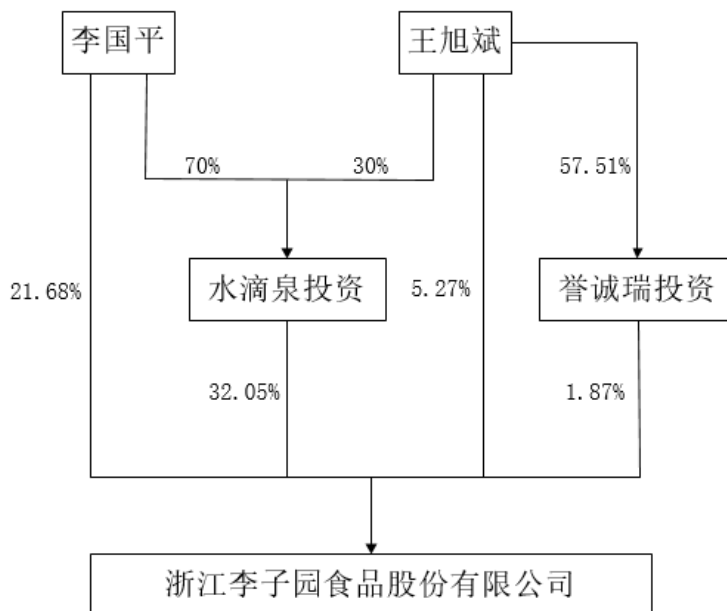 李国平
王旭斌
70%
30%
57.51%
水滴泉投资
誉诚瑞投资
21.68%
5.27%
32.05%
1.87%
浙江李子园食品股份有限公司